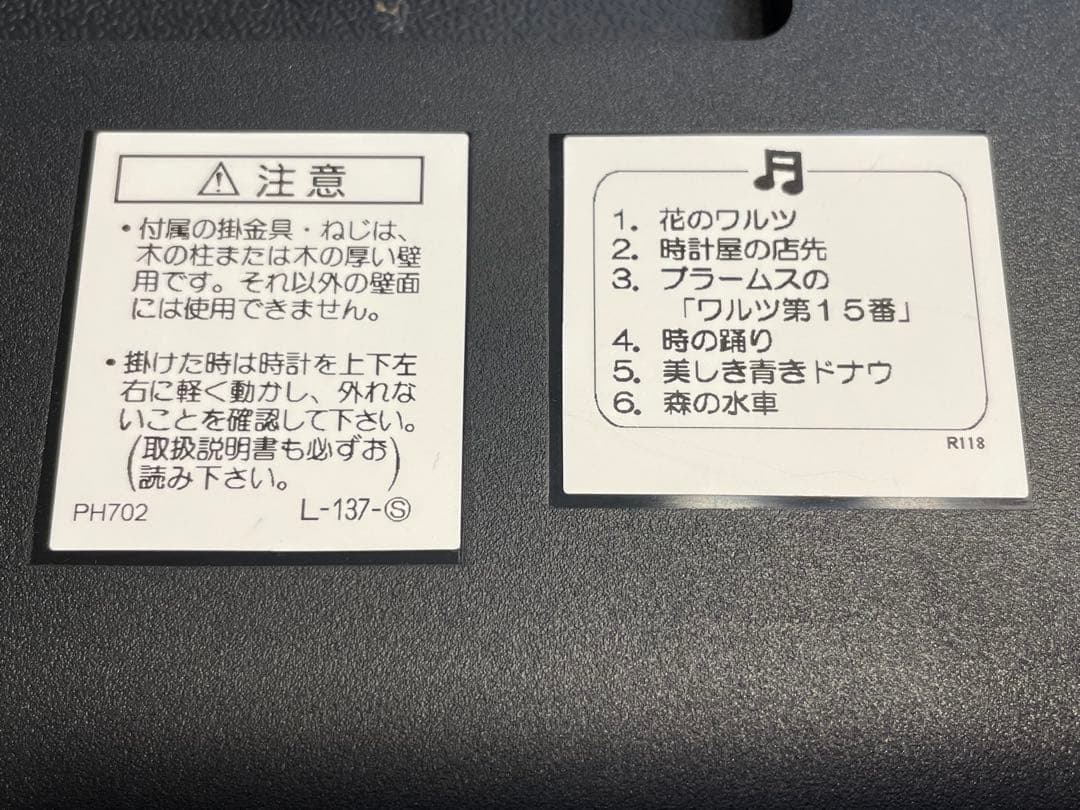 ⚠ 注意
・付属の掛金具・ねじは、
木の柱または木の厚い壁
用です。それ以外の壁面
には使用できません。
・掛けた時は時計を上下左
右に軽く動かし、外れな
いことを確認して下さい。
(取扱説明書も必ずお
読み下さい。)
PH702 L-137-Ⓢ
1. 花のワルツ
2. 時計屋の店先
3. ブラームスの
「ワルツ第15番」
4. 時の踊り
5. 美しき青きドナウ
6. 森の水車
R118